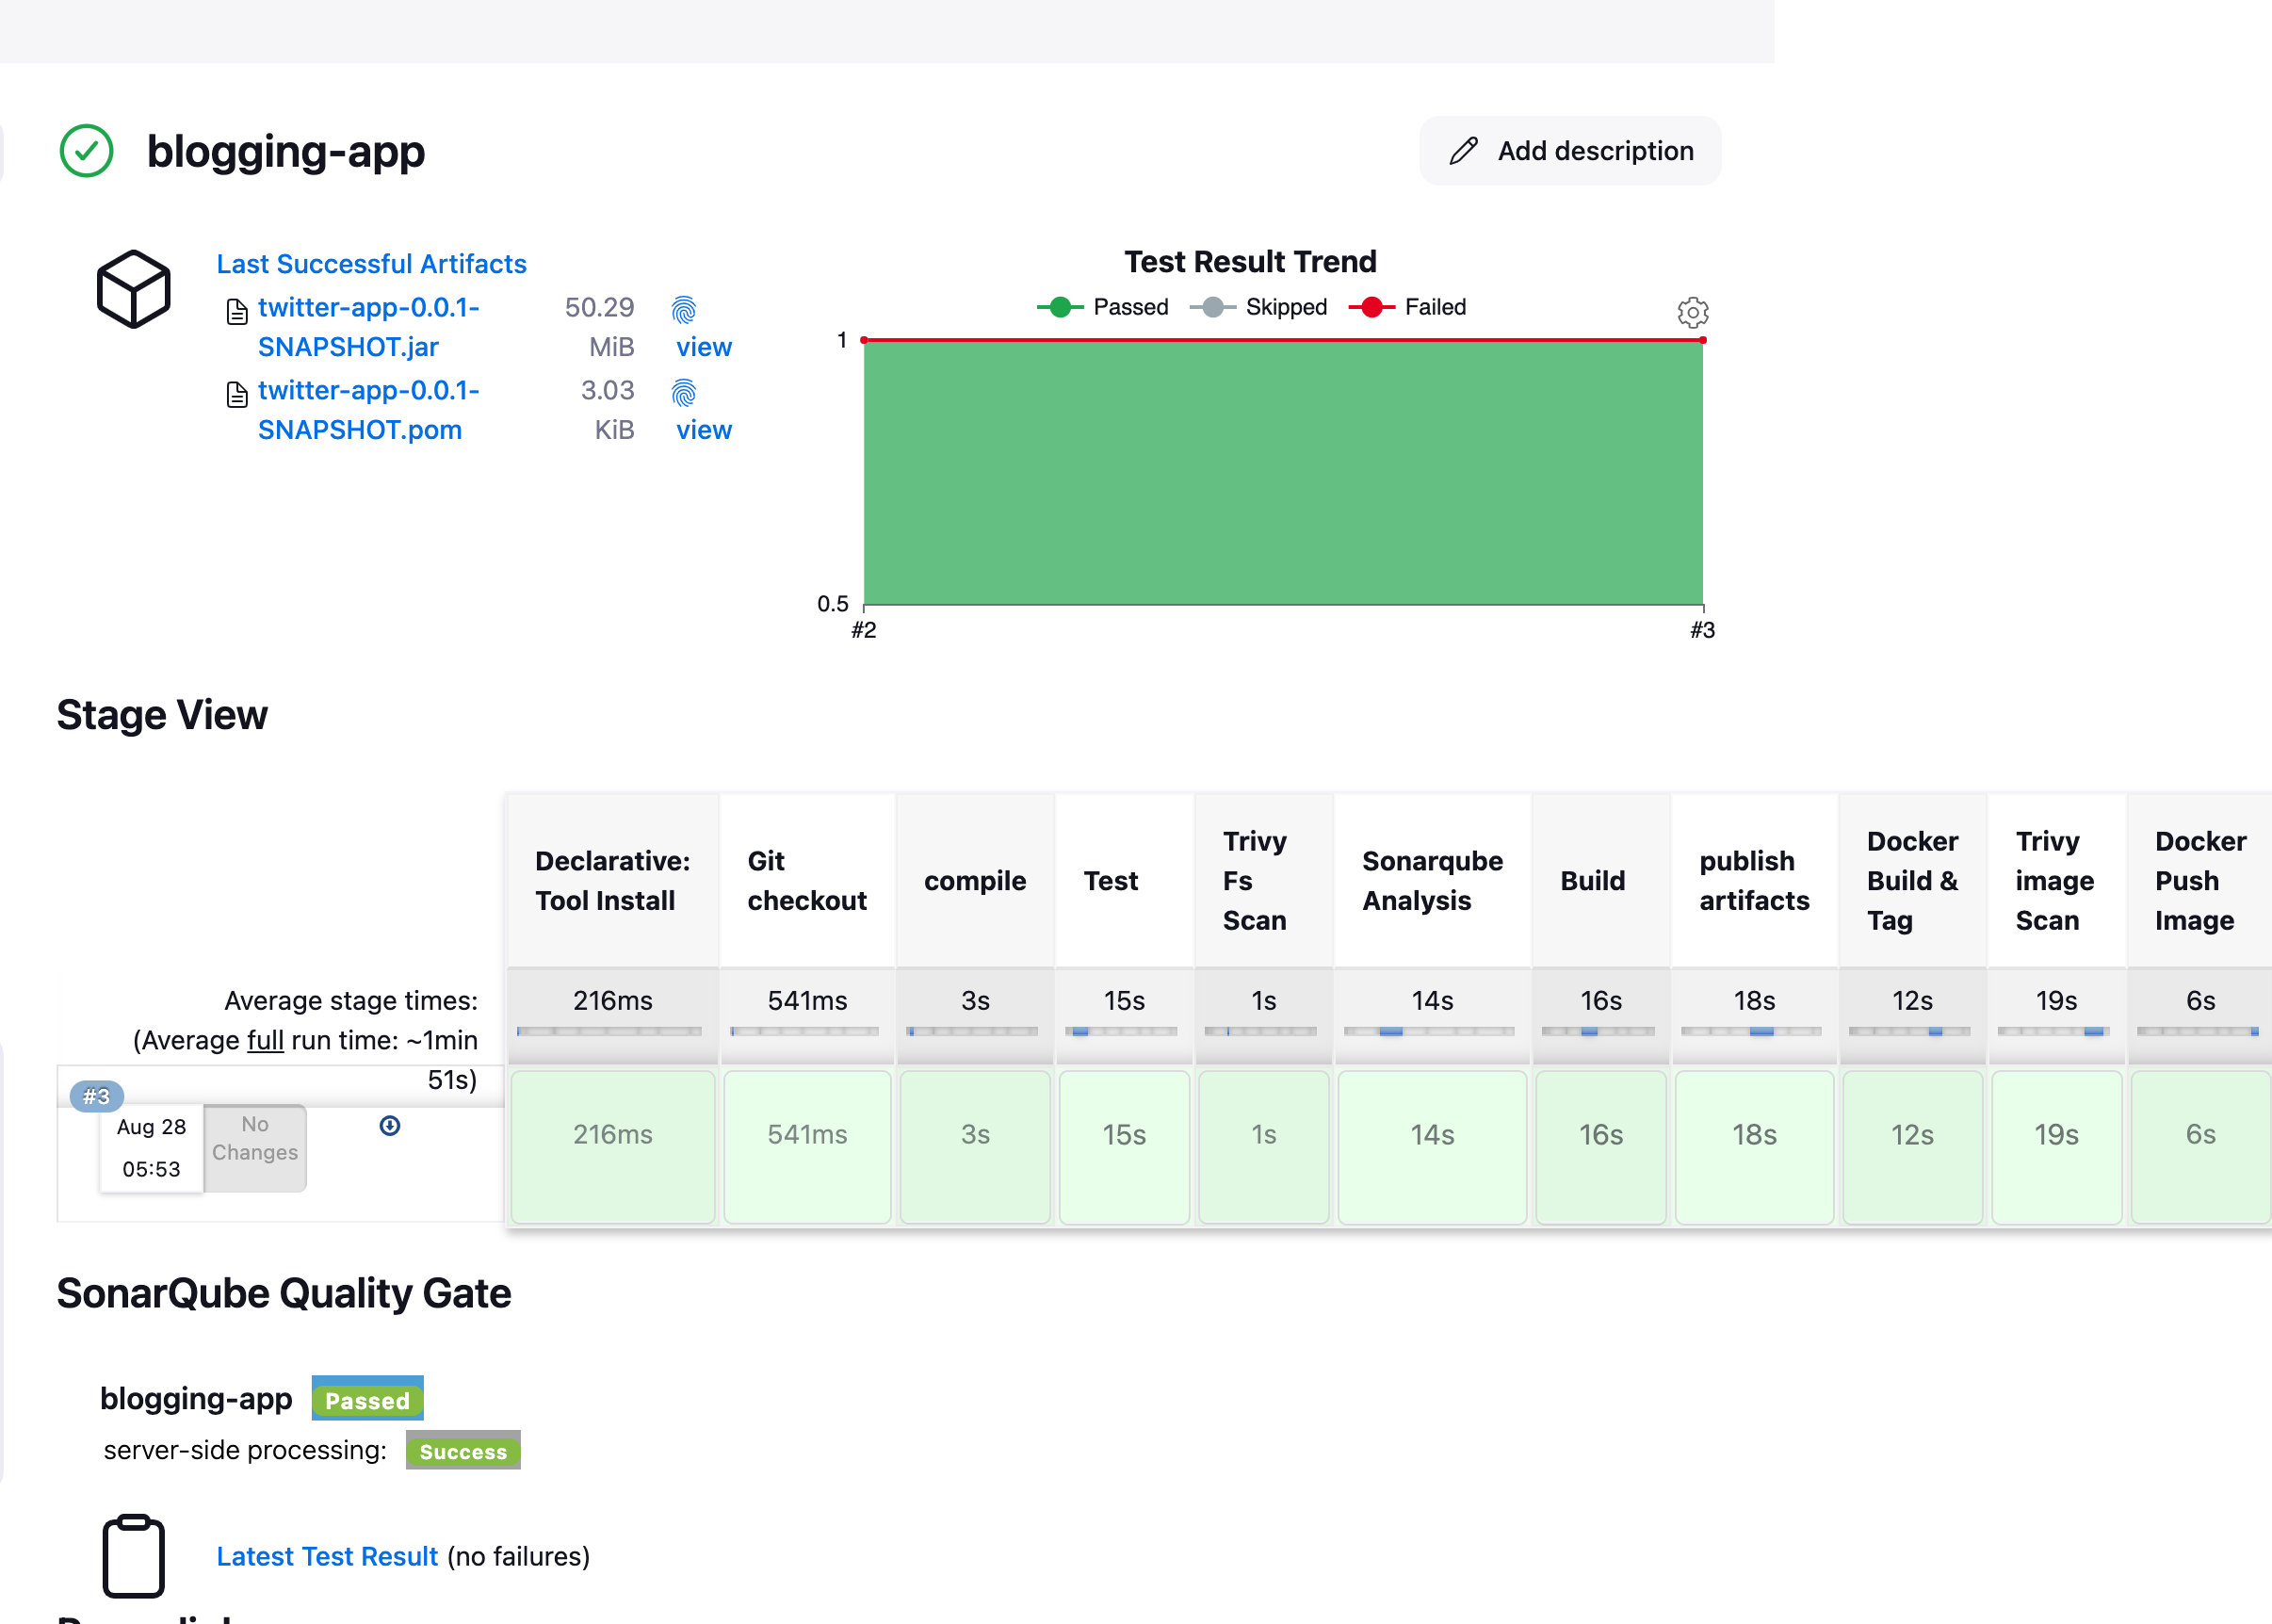 blogging-app
Add description
Last Successful Artifacts
twitter-app-0.0.1-
SNAPSHOT.jar
50.29
MiB
view
twitter-app-0.0.1-
SNAPSHOT.pom
3.03
KiB
view
Test Result Trend
Passed Skipped Failed
1
0.5
#2 #3
Stage View
Declarative:
Tool Install
Git
checkout
compile
Test
Trivy
Fs
Scan
Sonarqube
Analysis
Build
publish
artifacts
Docker
Build &
Tag
Trivy
image
Scan
Docker
Push
Image
Average stage times:
(Average full run time: ~1min
51s)
216ms 541ms 3s 15s 1s 14s 16s 18s 12s 19s 6s
#3
Aug 28
05:53
No
Changes
216ms 541ms 3s 15s 1s 14s 16s 18s 12s 19s 6s
SonarQube Quality Gate
blogging-app Passed
server-side processing: Success
Latest Test Result (no failures)